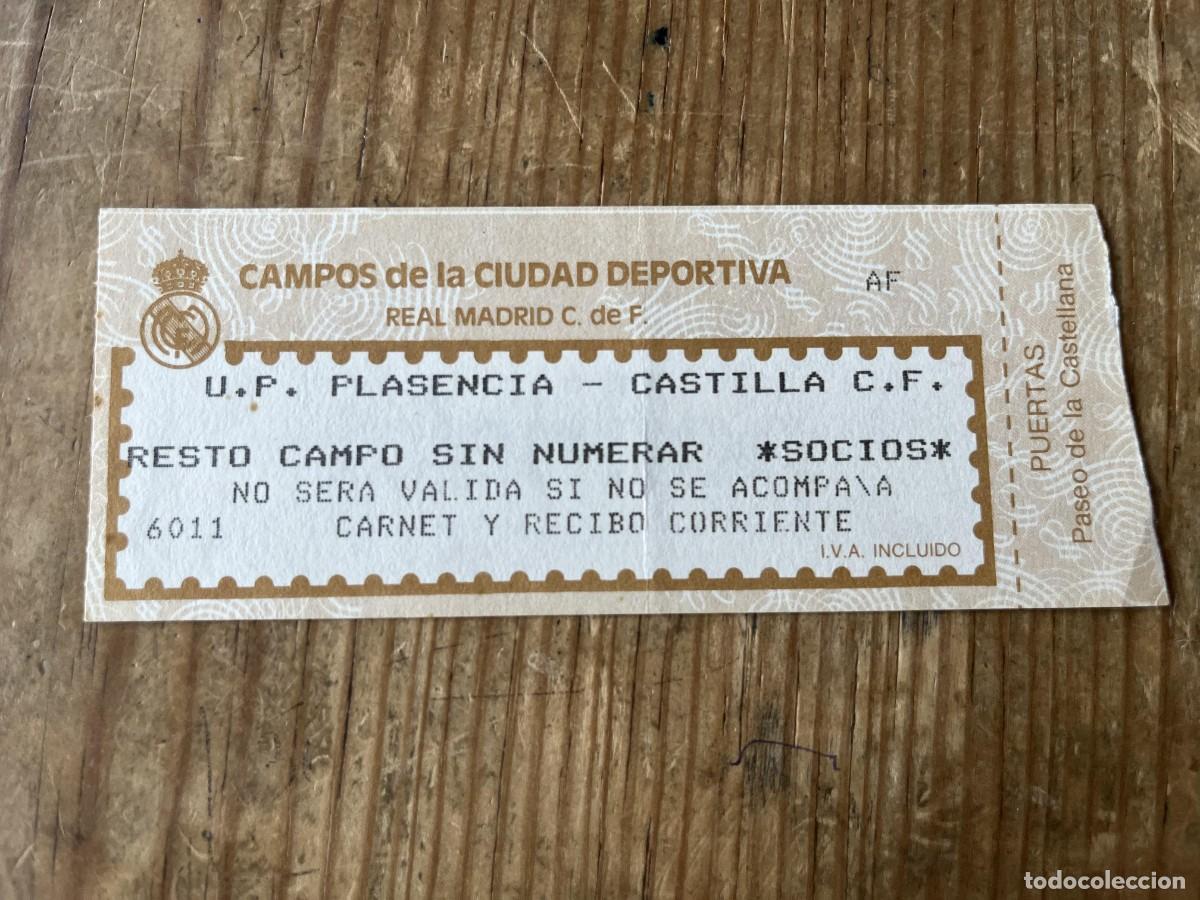 CAMPOS de la CIUDAD DEPORTIVA
AF
REAL MADRID C. de F.
U.P. PLASENCIA - CASTILLA C.F.
RESTO CAMPO SIN NUMERAR *SOCIOS*
NO SERA VALIDA SI NO SE ACOMPA\A
6011 CARNET Y RECIBO CORRIENTE
I.V.A. INCLUIDO
PUERTAS
Paseo de la Castellana
todocoleccion